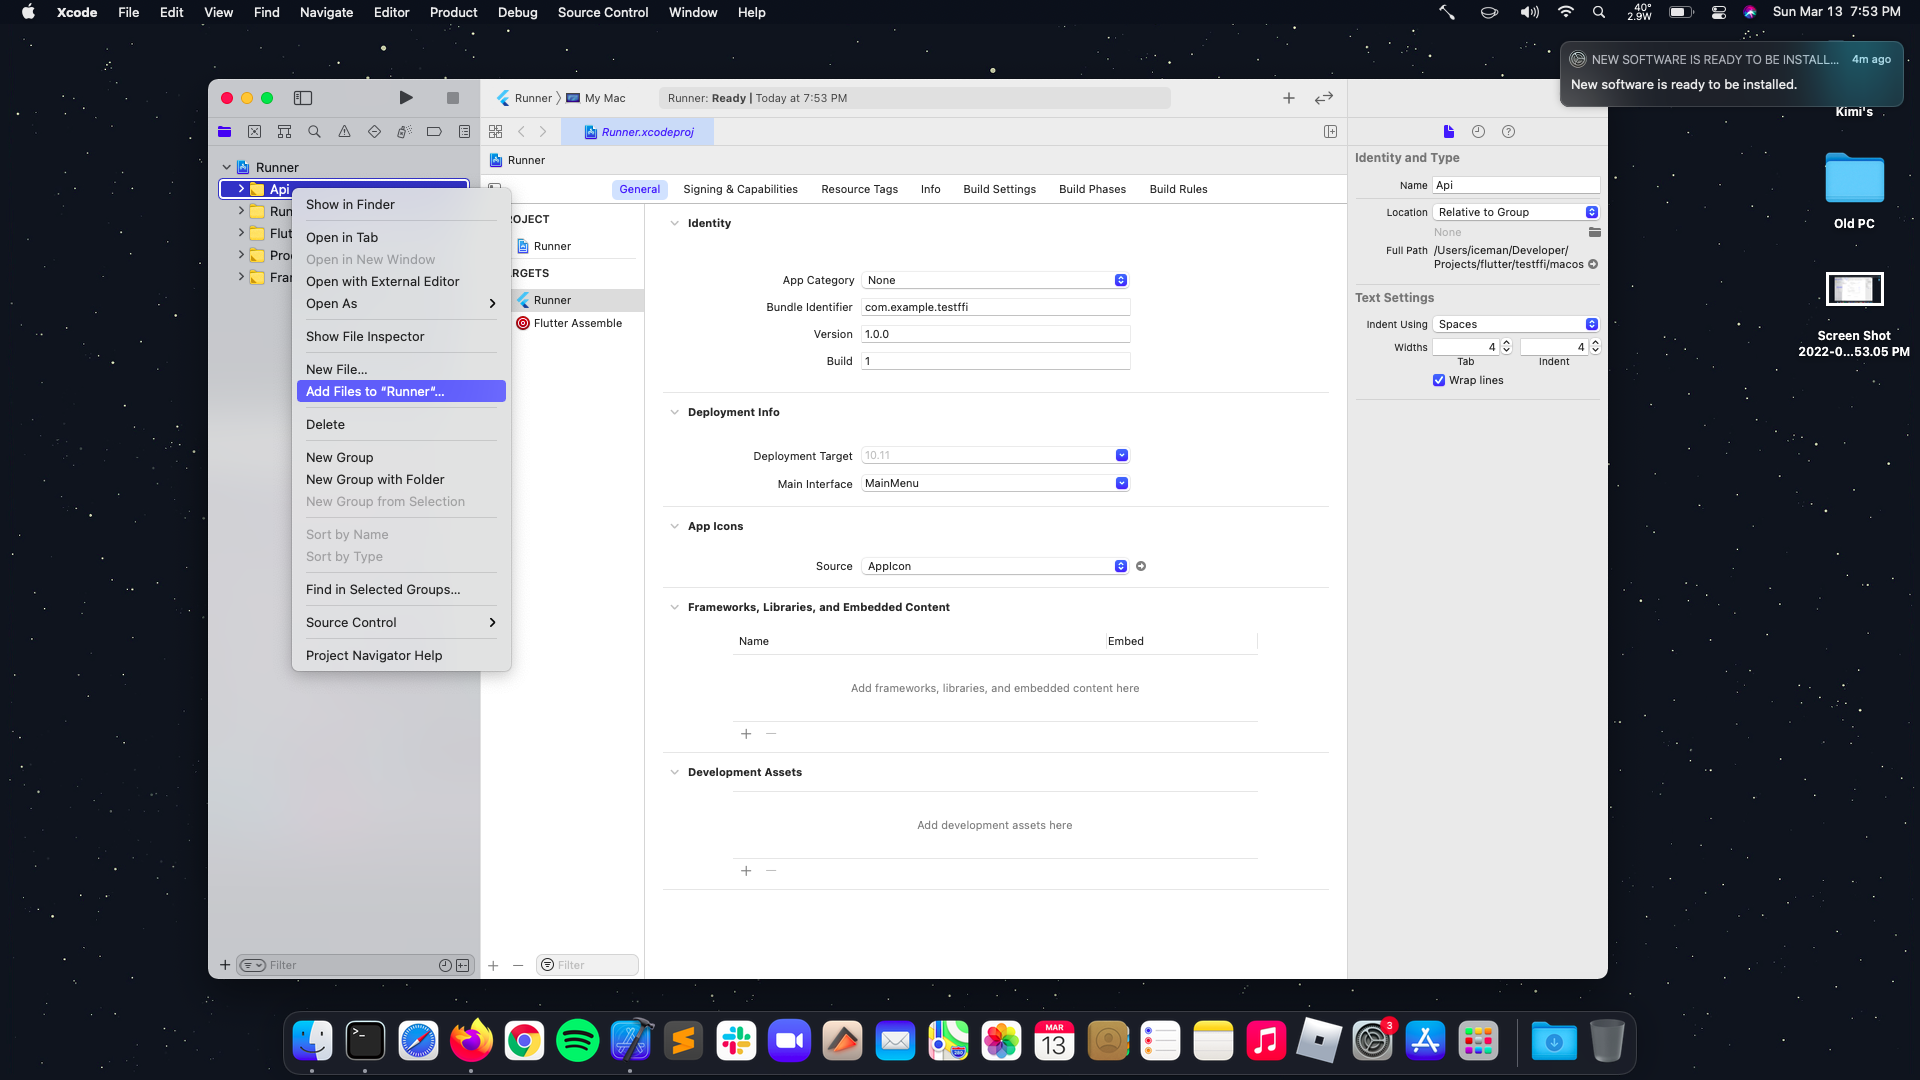 Xcode File Edit View Find Navigate Editor Product Debug Source Control Window Help
40°
2.9W
Sun Mar 13 7:53 PM
NEW SOFTWARE IS READY TO BE INSTALL... 4m ago
New software is ready to be installed.
Kimi's
Old PC
Screen Shot
2022-0...53.05 PM
Runner My Mac
Runner: Ready | Today at 7:53 PM
Runner.xcodeproj
Runner
Api
Run
Flut
Pro
Fra
Show in Finder
Open in Tab
Open in New Window
Open with External Editor
Open As
Show File Inspector
New File...
Add Files to “Runner“...
Delete
New Group
New Group with Folder
New Group from Selection
Sort by Name
Sort by Type
Find in Selected Groups...
Source Control
Project Navigator Help
Filter
Runner
General Signing & Capabilities Resource Tags Info Build Settings Build Phases Build Rules
ROJECT
Runner
ARGETS
Runner
Flutter Assemble
Filter
Identity
App Category None
Bundle Identifier com.example.testffi
Version 1.0.0
Build 1
Deployment Info
Deployment Target 10.11
Main Interface MainMenu
App Icons
Source AppIcon
Frameworks, Libraries, and Embedded Content
Name Embed
Add frameworks, libraries, and embedded content here
Development Assets
Add development assets here
Identity and Type
Name Api
Location Relative to Group
None
Full Path /Users/iceman/Developer/
Projects/flutter/testffi/macos
Text Settings
Indent Using Spaces
Widths 4 4
Tab Indent
Wrap lines
MAR
13
280
3